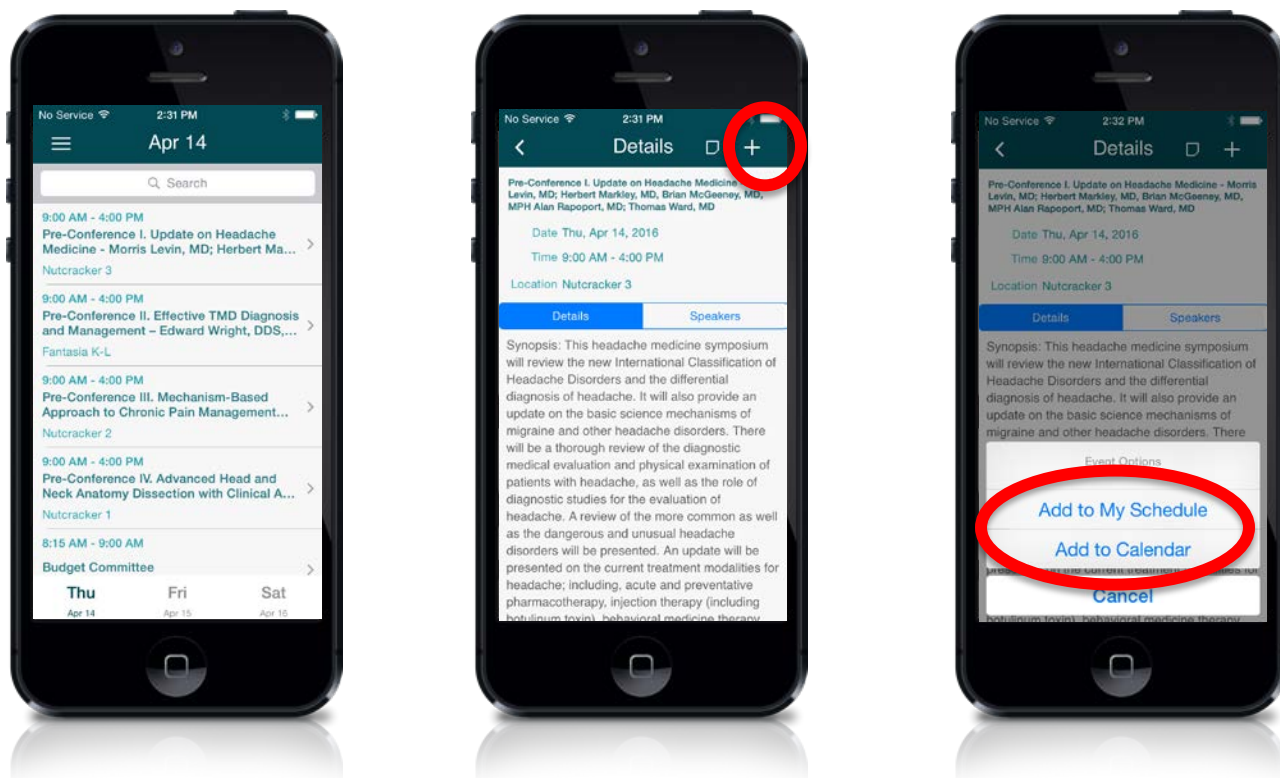 No Service 2:31 PM
Apr 14
Search
9:00 AM - 4:00 PM
Pre-Conference I. Update on Headache
Medicine - Morris Levin, MD; Herbert Ma...
Nutcracker 3
9:00 AM - 4:00 PM
Pre-Conference II. Effective TMD Diagnosis
and Management – Edward Wright, DDS,...
Fantasia K-L
9:00 AM - 4:00 PM
Pre-Conference III. Mechanism-Based
Approach to Chronic Pain Management...
Nutcracker 2
9:00 AM - 4:00 PM
Pre-Conference IV. Advanced Head and
Neck Anatomy Dissection with Clinical A...
Nutcracker 1
8:15 AM - 9:00 AM
Budget Committee
Thu Fri Sat
Apr 14 Apr 15 Apr 16
No Service 2:31 PM
Details
Pre-Conference I. Update on Headache Medicine
Levin, MD; Herbert Markley, MD, Brian McGeeney, MD,
MPH Alan Rapoport, MD; Thomas Ward, MD
Date Thu, Apr 14, 2016
Time 9:00 AM - 4:00 PM
Location Nutcracker 3
Details Speakers
Synopsis: This headache medicine symposium
will review the new International Classification of
Headache Disorders and the differential
diagnosis of headache. It will also provide an
update on the basic science mechanisms of
migraine and other headache disorders. There
will be a thorough review of the diagnostic
medical evaluation and physical examination of
patients with headache, as well as the role of
diagnostic studies for the evaluation of
headache. A review of the more common as well
as the dangerous and unusual headache
disorders will be presented. An update will be
presented on the current treatment modalities for
headache; including, acute and preventative
pharmacotherapy, injection therapy (including
botulinum toxin), behavioral medicine therapy
No Service 2:32 PM
Details
Pre-Conference I. Update on Headache Medicine - Morris
Levin, MD; Herbert Markley, MD, Brian McGeeney, MD,
MPH Alan Rapoport, MD; Thomas Ward, MD
Date Thu, Apr 14, 2016
Time 9:00 AM - 4:00 PM
Location Nutcracker 3
Details Speakers
Synopsis: This headache medicine symposium
will review the new International Classification of
Headache Disorders and the differential
diagnosis of headache. It will also provide an
update on the basic science mechanisms of
migraine and other headache disorders. There
Event Options
Add to My Schedule
Add to Calendar
presented on the current treatment modalities for
Cancel
botulinum toxin), behavioral medicine therapy